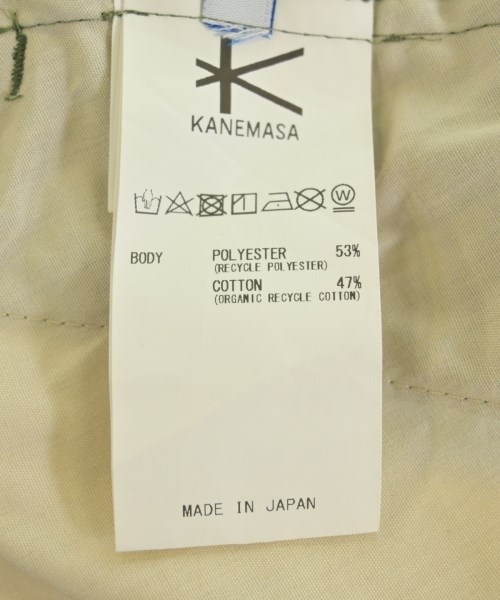 KANEMASA
W
BODY POLYESTER 53%
(RECYCLE POLYESTER)
COTTON 47%
(ORGANIC RECYCLE COTTON)
MADE IN JAPAN